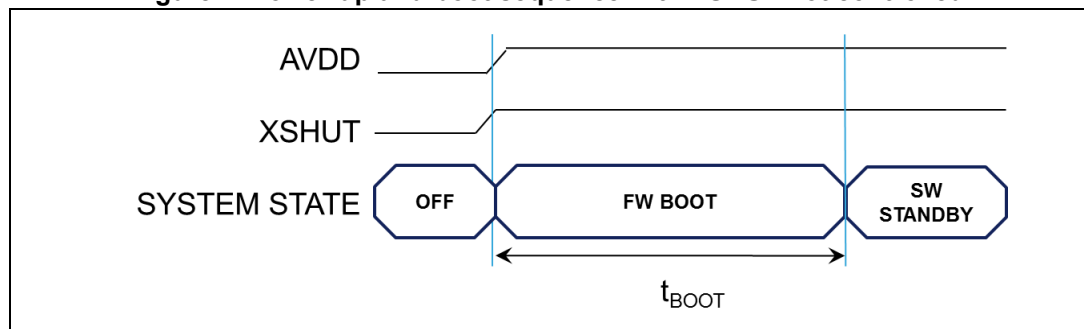 AVDD
XSHUT
SYSTEM STATE
OFF
FW BOOT
SW
STANDBY
tBOOT